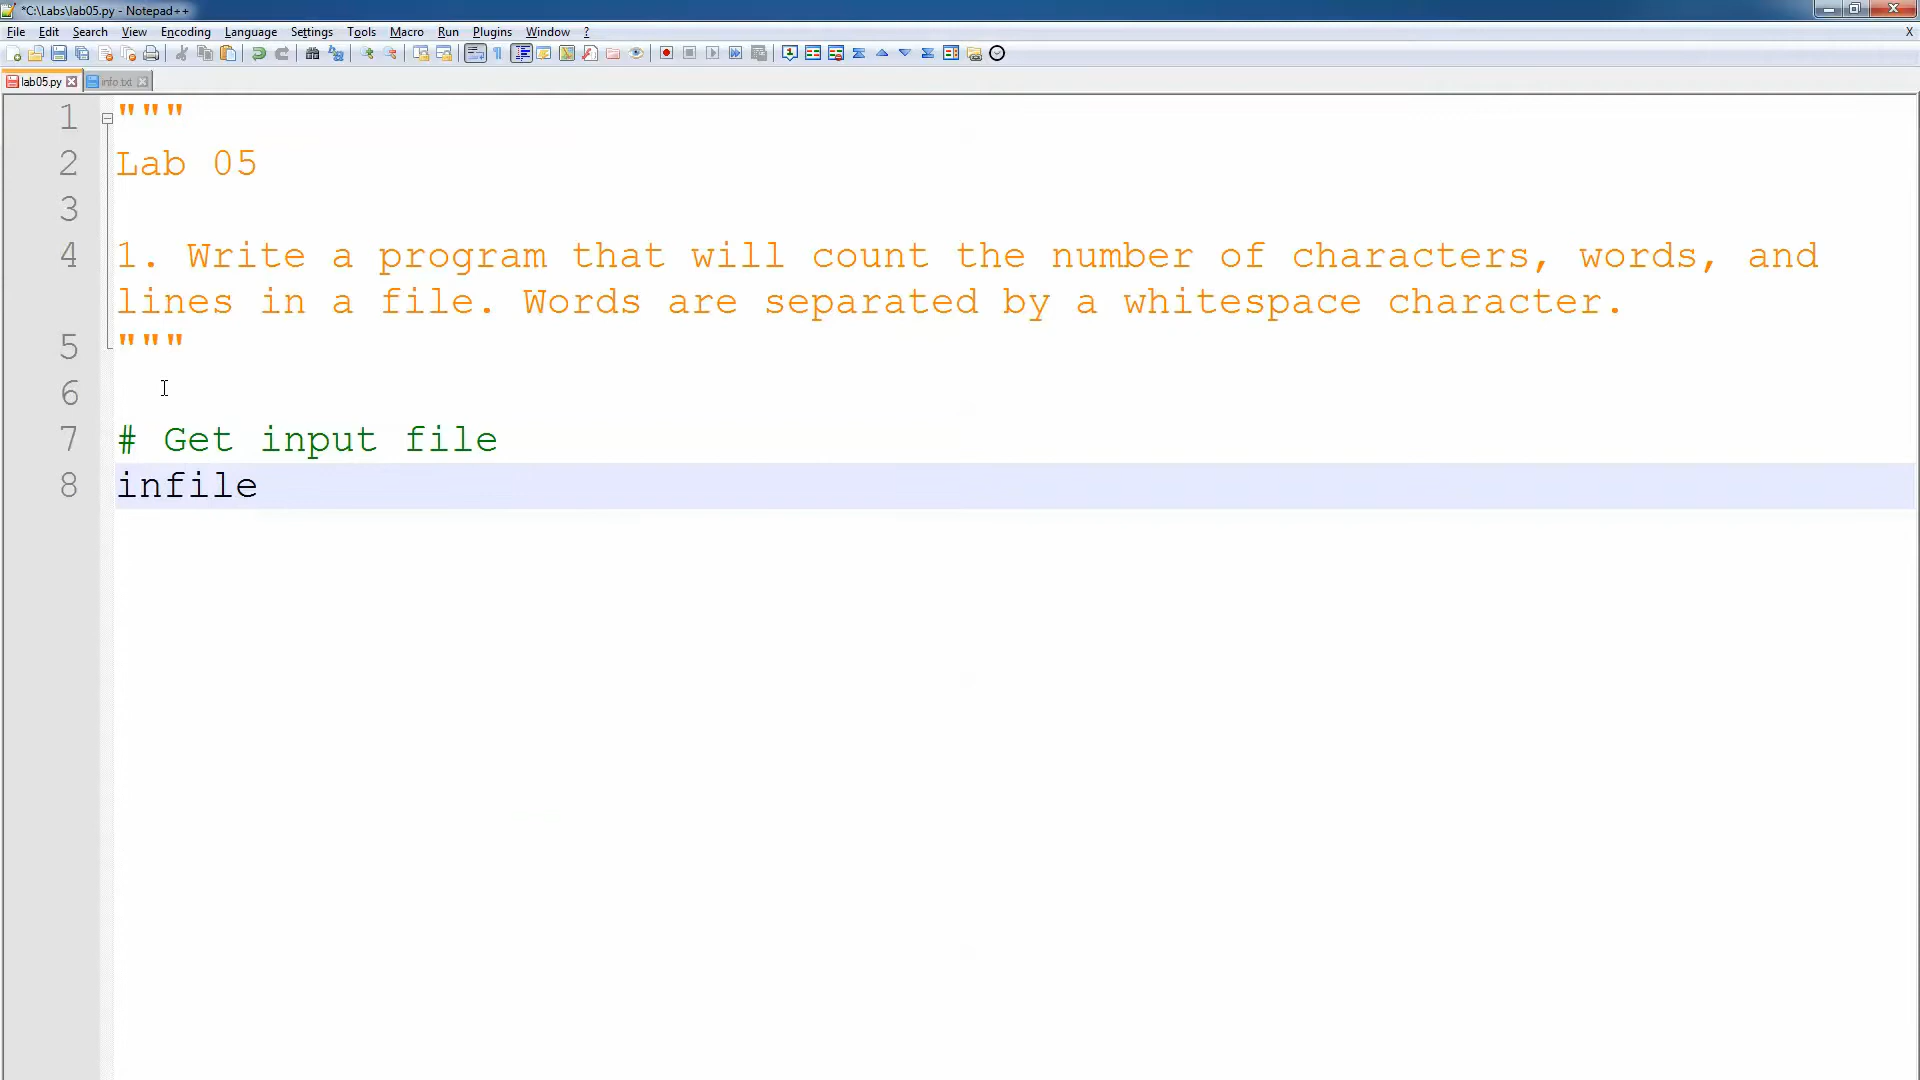 *C:\Labs\lab05.py - Notepad++
File Edit Search View Encoding Language Settings Tools Macro Run Plugins Window ? X
lab05.py info.txt
1 """
2 Lab 05
3
4 1. Write a program that will count the number of characters, words, and
lines in a file. Words are separated by a whitespace character.
5 """
6
7 # Get input file
8 infile